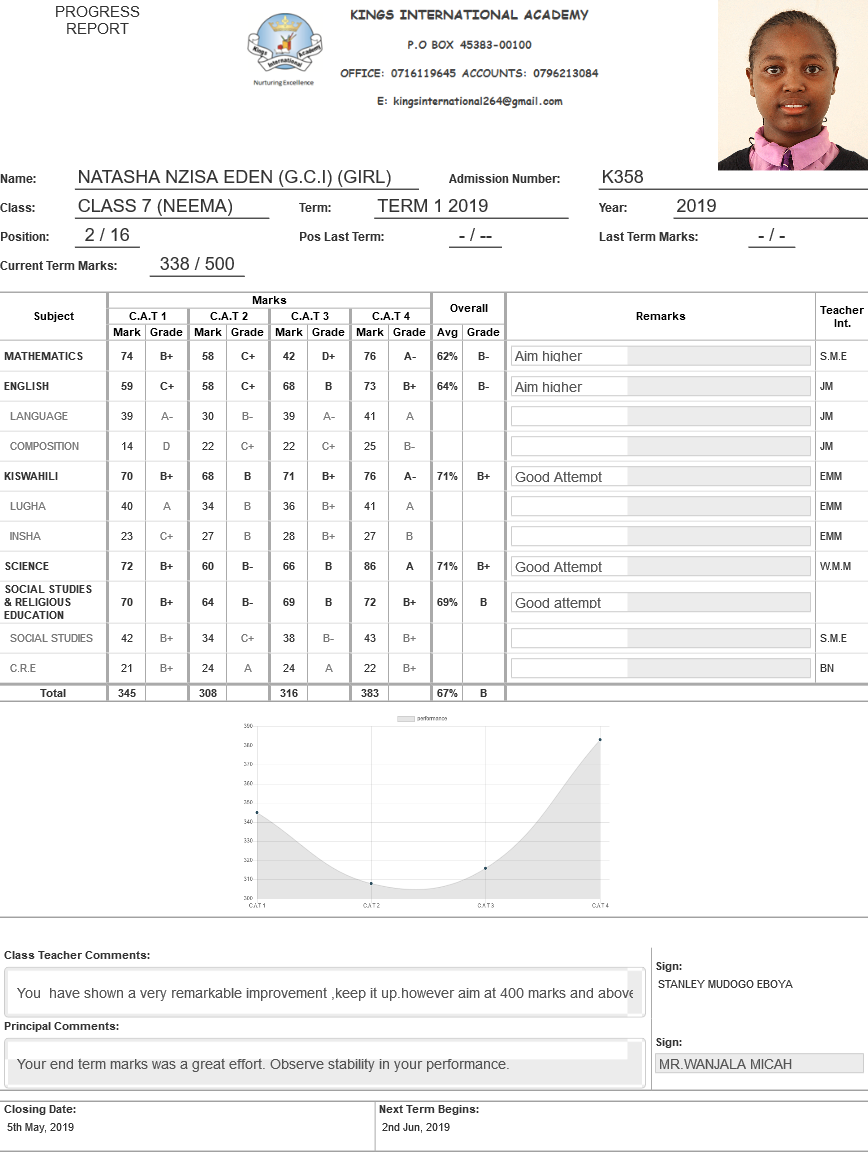 PROGRESS
REPORT
KINGS INTERNATIONAL ACADEMY
P.O BOX 45383-00100
OFFICE: 0716119645 ACCOUNTS: 0796213084
E: kingsinternational264@gmail.com
Kings Academy
International
Nurturing Excellence
Name: NATASHA NZISA EDEN (G.C.I) (GIRL) Admission Number: K358
Class: CLASS 7 (NEEMA) Term: TERM 1 2019 Year: 2019
Position: 2 / 16 Pos Last Term: - / -- Last Term Marks: - / -
Current Term Marks: 338 / 500
Subject Marks Overall Remarks Teacher Int.
C.A.T 1 C.A.T 2 C.A.T 3 C.A.T 4
Mark Grade Mark Grade Mark Grade Mark Grade Avg Grade
MATHEMATICS 74 B+ 58 C+ 42 D+ 76 A- 62% B- Aim higher S.M.E
ENGLISH 59 C+ 58 C+ 68 B 73 B+ 64% B- Aim higher JM
LANGUAGE 39 A- 30 B- 39 A- 41 A JM
COMPOSITION 14 D 22 C+ 22 C+ 25 B- JM
KISWAHILI 70 B+ 68 B 71 B+ 76 A- 71% B+ Good Attempt EMM
LUGHA 40 A 34 B 36 B+ 41 A EMM
INSHA 23 C+ 27 B 28 B+ 27 B EMM
SCIENCE 72 B+ 60 B- 66 B 86 A 71% B+ Good Attempt W.M.M
SOCIAL STUDIES
& RELIGIOUS
EDUCATION 70 B+ 64 B- 69 B 72 B+ 69% B Good attempt
SOCIAL STUDIES 42 B+ 34 C+ 38 B- 43 B+ S.M.E
C.R.E 21 B+ 24 A 24 A 22 B+ BN
Total 345 308 316 383 67% B
performance
390
380
370
360
350
340
330
320
310
300
CAT1 CAT2 CAT3 CAT4
Class Teacher Comments:
You have shown a very remarkable improvement ,keep it up.however aim at 400 marks and above
Sign:
STANLEY MUDOGO EBOYA
Principal Comments:
Your end term marks was a great effort. Observe stability in your performance.
Sign:
MR.WANJALA MICAH
Closing Date: Next Term Begins:
5th May, 2019 2nd Jun, 2019